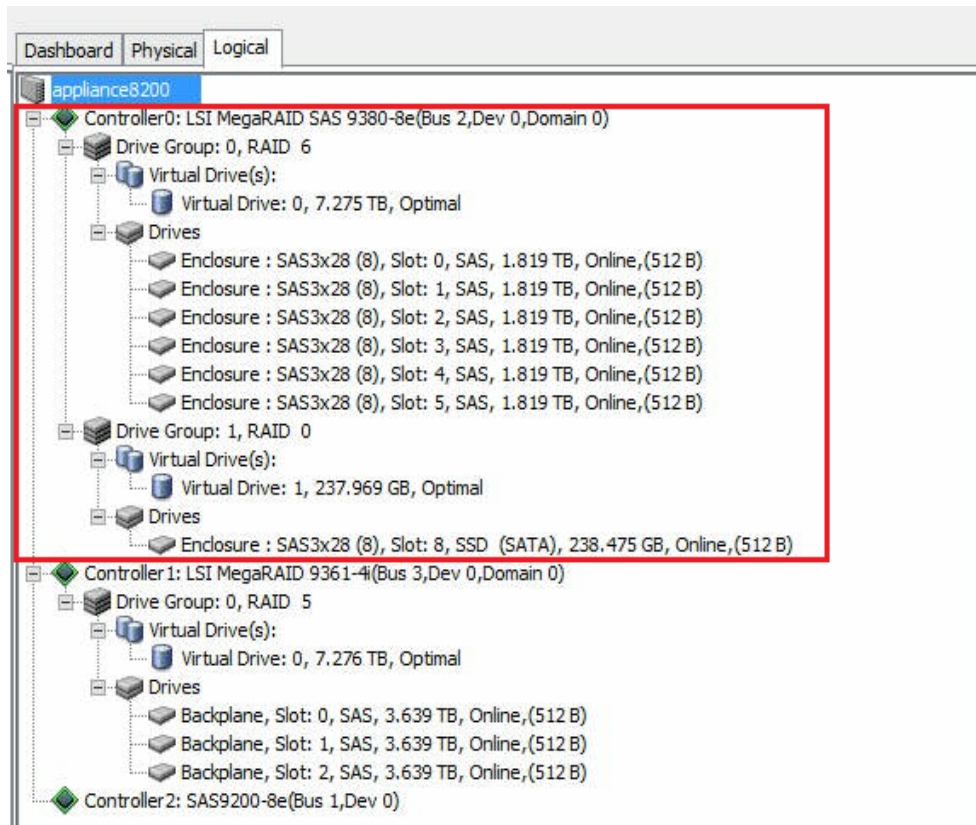 Dashboard Physical Logical
appliance8200
Controller0: LSI MegaRAID SAS 9380-8e(Bus 2,Dev 0,Domain 0)
Drive Group: 0, RAID 6
Virtual Drive(s):
Virtual Drive: 0, 7.275 TB, Optimal
Drives
Enclosure : SAS3x28 (8), Slot: 0, SAS, 1.819 TB, Online,(512 B)
Enclosure : SAS3x28 (8), Slot: 1, SAS, 1.819 TB, Online,(512 B)
Enclosure : SAS3x28 (8), Slot: 2, SAS, 1.819 TB, Online,(512 B)
Enclosure : SAS3x28 (8), Slot: 3, SAS, 1.819 TB, Online,(512 B)
Enclosure : SAS3x28 (8), Slot: 4, SAS, 1.819 TB, Online,(512 B)
Enclosure : SAS3x28 (8), Slot: 5, SAS, 1.819 TB, Online,(512 B)
Drive Group: 1, RAID 0
Virtual Drive(s):
Virtual Drive: 1, 237.969 GB, Optimal
Drives
Enclosure : SAS3x28 (8), Slot: 8, SSD (SATA), 238.475 GB, Online,(512 B)
Controller1: LSI MegaRAID 9361-4i(Bus 3,Dev 0,Domain 0)
Drive Group: 0, RAID 5
Virtual Drive(s):
Virtual Drive: 0, 7.276 TB, Optimal
Drives
Backplane, Slot: 0, SAS, 3.639 TB, Online,(512 B)
Backplane, Slot: 1, SAS, 3.639 TB, Online,(512 B)
Backplane, Slot: 2, SAS, 3.639 TB, Online,(512 B)
Controller2: SAS9200-8e(Bus 1,Dev 0)